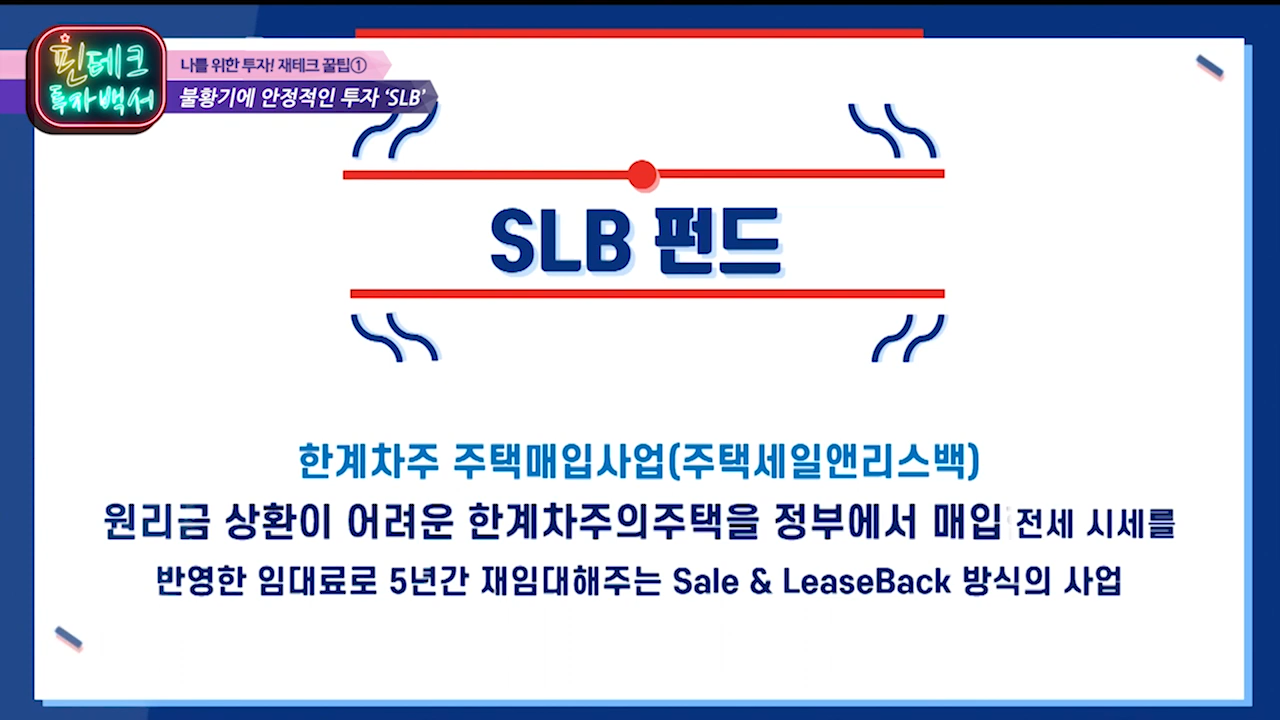 핀테크
투자백서
나를 위한 투자! 재테크 꿀팁①
불황기에 안정적인 투자 ‘SLB’
SLB 펀드
한계차주 주택매입사업(주택세일앤리스백)
원리금 상환이 어려운 한계차주의주택을 정부에서 매입 전세 시세를
반영한 임대료로 5년간 재임대해주는 Sale & LeaseBack 방식의 사업